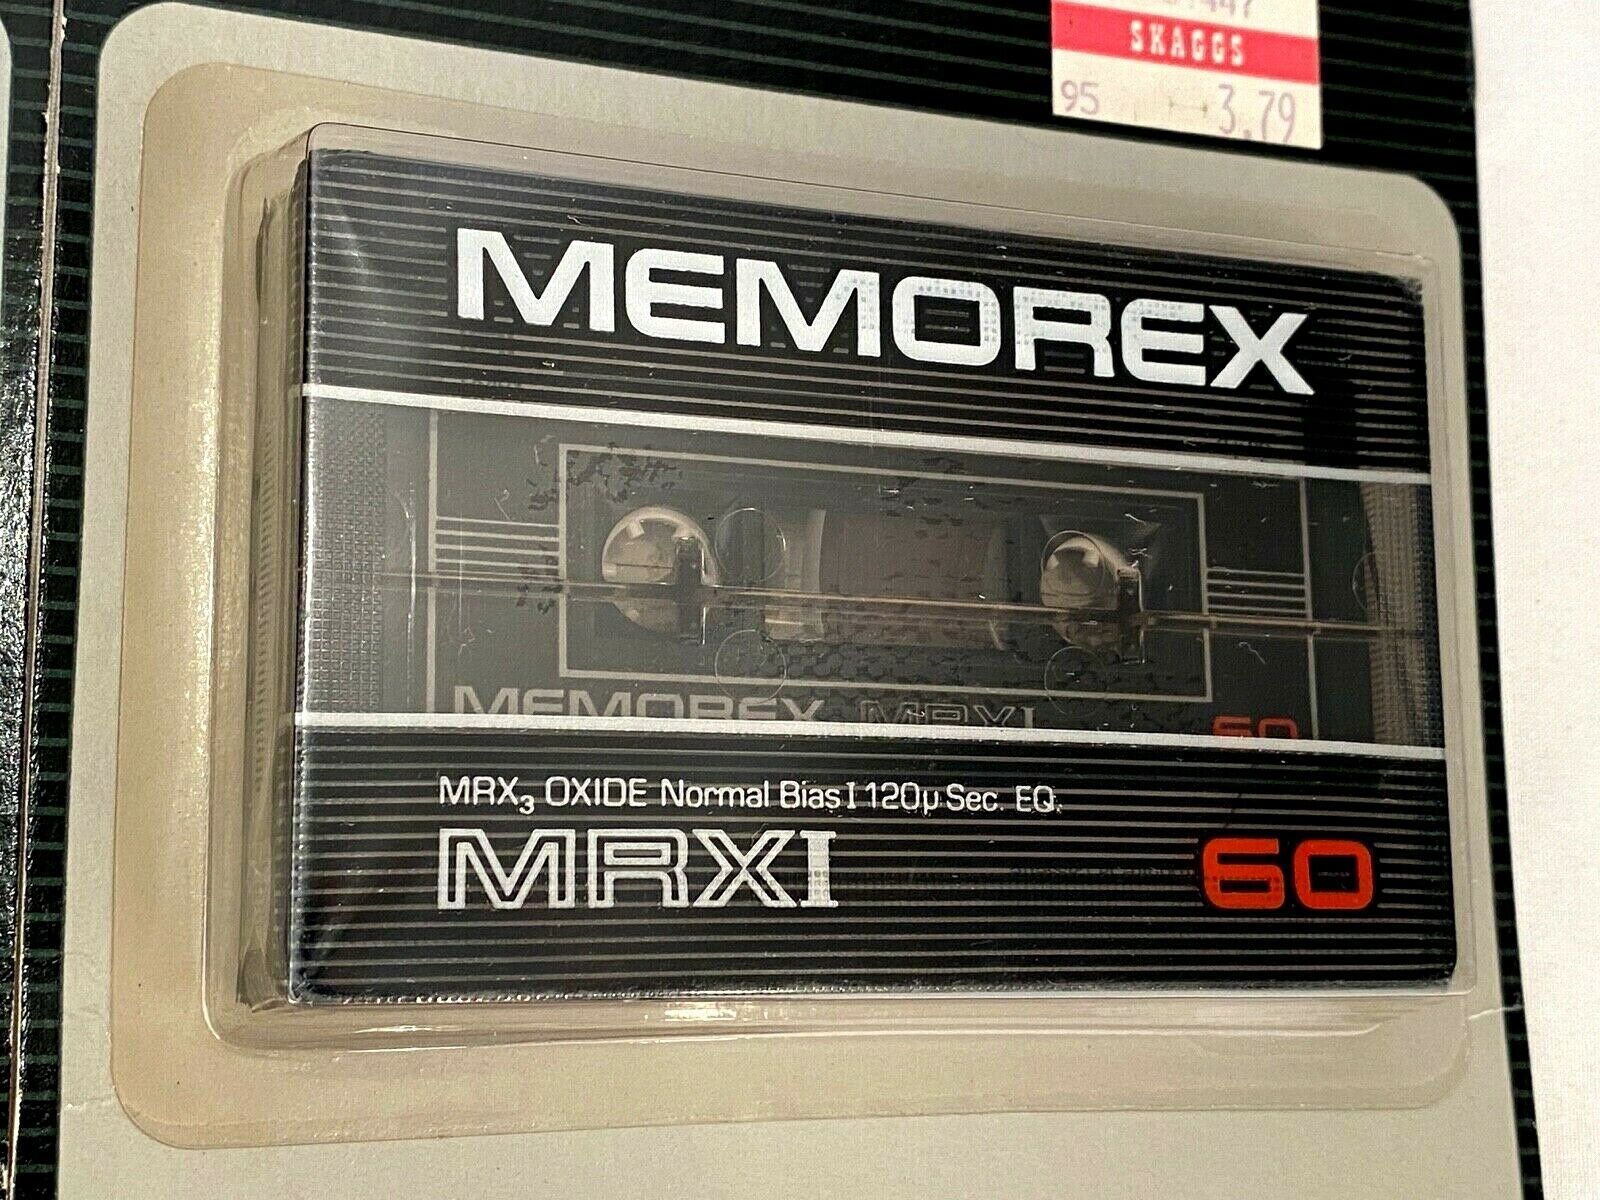 SKAGGS
95 3.79
MEMOREX
MEMOREX MRXI 60
MRX₃ OXIDE Normal Bias I 120µ Sec. EQ.
MRXI 60